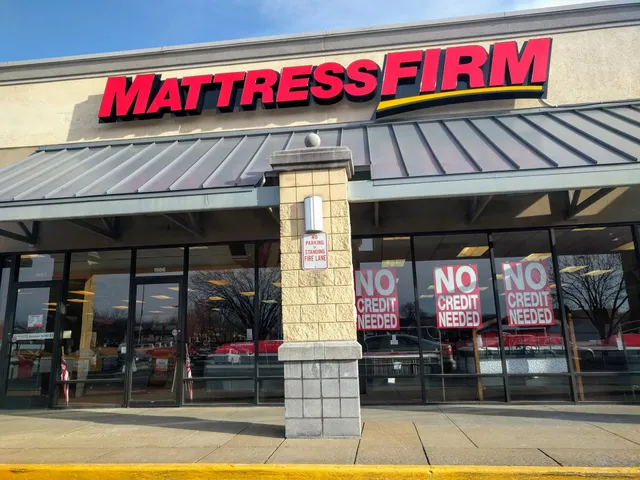 MATTRESSFIRM
NO
PARKING
STANDING
FIRE LANE
NO
CREDIT
NEEDED
NO
CREDIT
NEEDED
NO
CREDIT
NEEDED